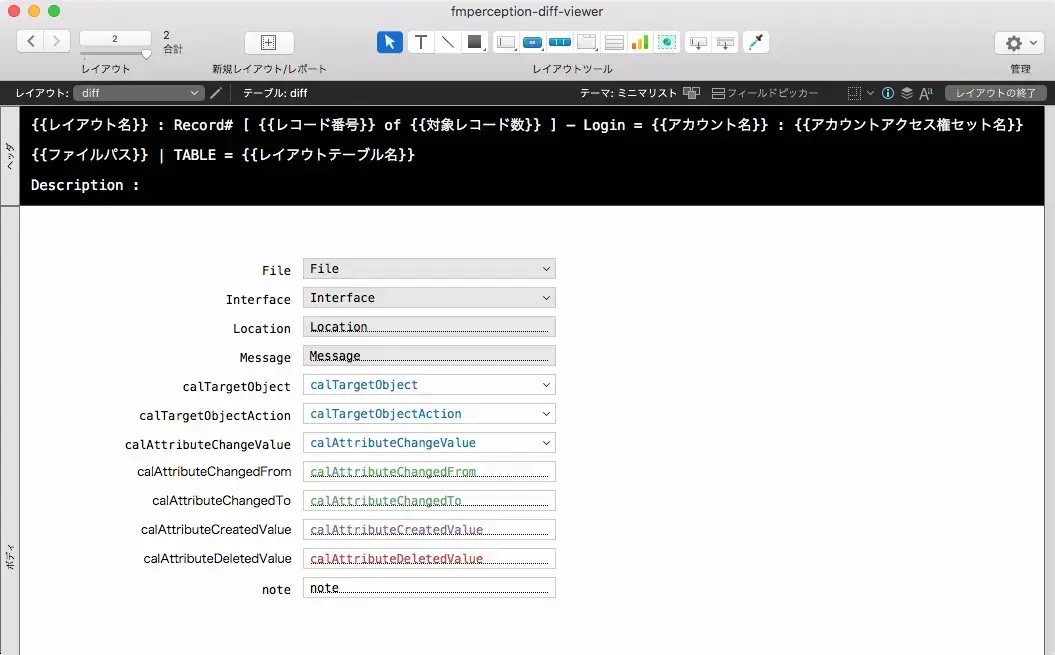 fmperception-diff-viewer
2
2
合計
レイアウト
新規レイアウト/レポート
レイアウトツール
管理
レイアウト: diff
テーブル: diff
テーマ: ミニマリスト
フィールドピッカー
レイアウトの終了
ヘッダ
{{レイアウト名}} : Record# [ {{レコード番号}} of {{対象レコード数}} ] – Login = {{アカウント名}} : {{アカウントアクセス権セット名}}
{{ファイルパス}} | TABLE = {{レイアウトテーブル名}}
Description :
File File
Interface Interface
Location Location
Message Message
calTargetObject calTargetObject
calTargetObjectAction calTargetObjectAction
calAttributeChangeValue calAttributeChangeValue
calAttributeChangedFrom calAttributeChangedFrom
calAttributeChangedTo calAttributeChangedTo
calAttributeCreatedValue calAttributeCreatedValue
calAttributeDeletedValue calAttributeDeletedValue
note note
ボディ